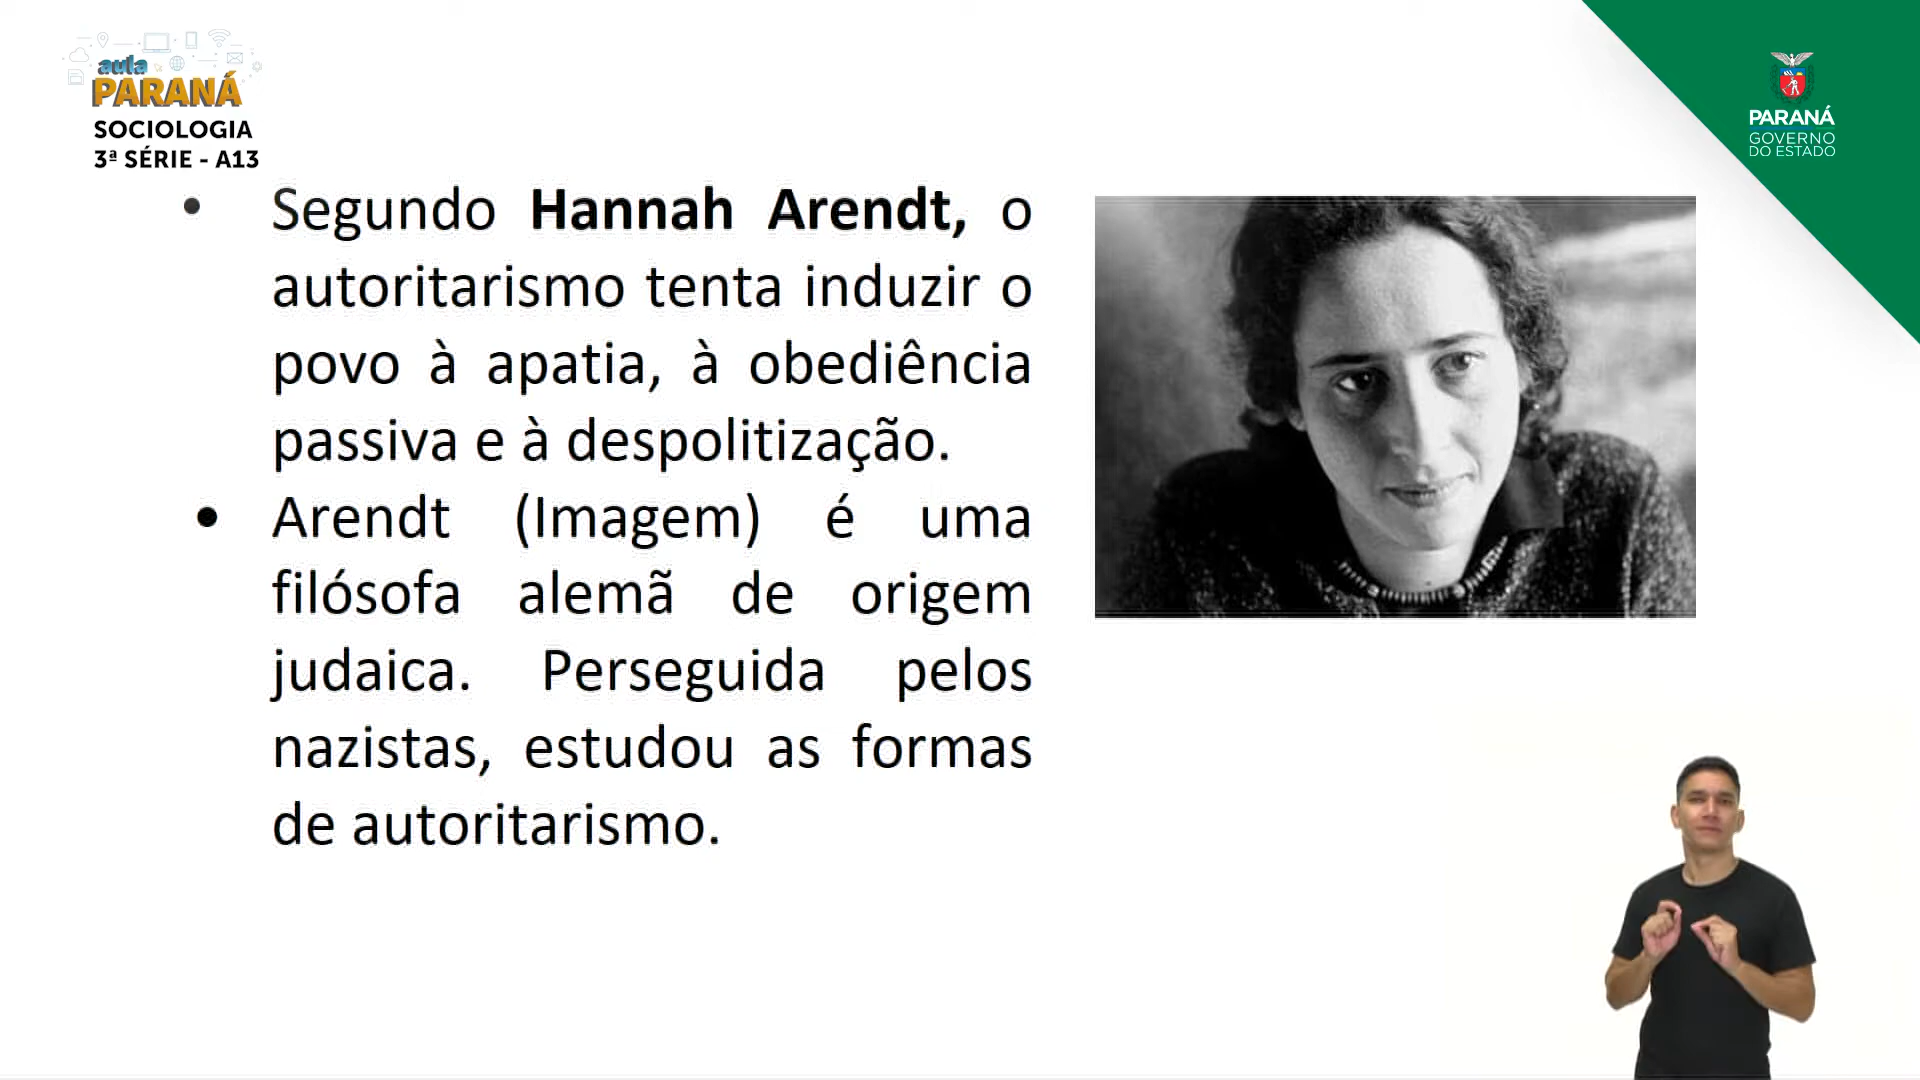 aula
PARANÁ
SOCIOLOGIA
3ª SÉRIE - A13
PARANÁ
GOVERNO
DO ESTADO
• Segundo Hannah Arendt, o
autoritarismo tenta induzir o
povo à apatia, à obediência
passiva e à despolitização.
• Arendt (Imagem) é uma
filósofa alemã de origem
judaica. Perseguida pelos
nazistas, estudou as formas
de autoritarismo.